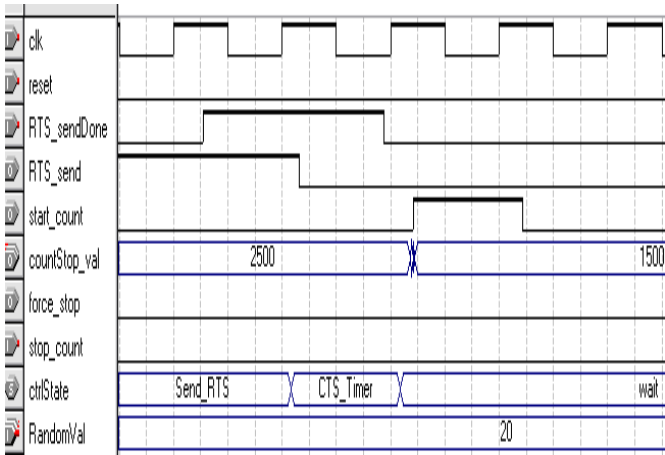 clk
reset
RTS_sendDone
RTS_send
start_count
countStop_val 2500 1500
force_stop
stop_count
ctrlState Send_RTS CTS_Timer wait
RandomVal 20